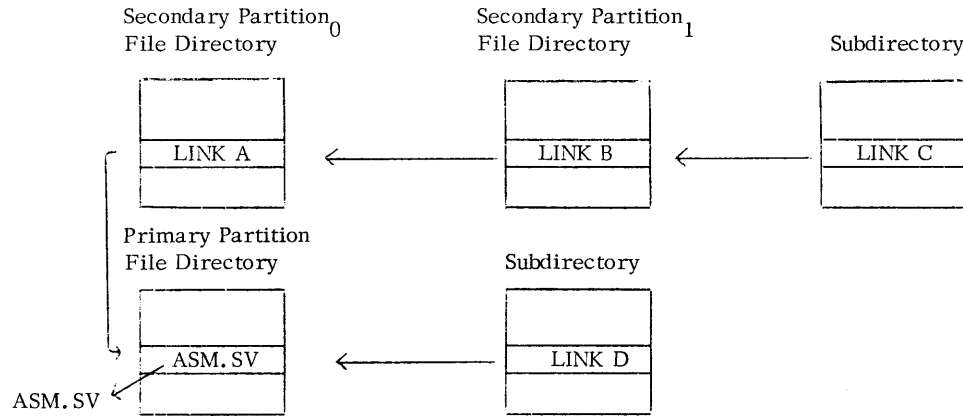 Secondary Partition0
File Directory
Secondary Partition1
File Directory
Subdirectory
LINK A
LINK B
LINK C
Primary Partition
File Directory
Subdirectory
ASM.SV
LINK D
ASM.SV